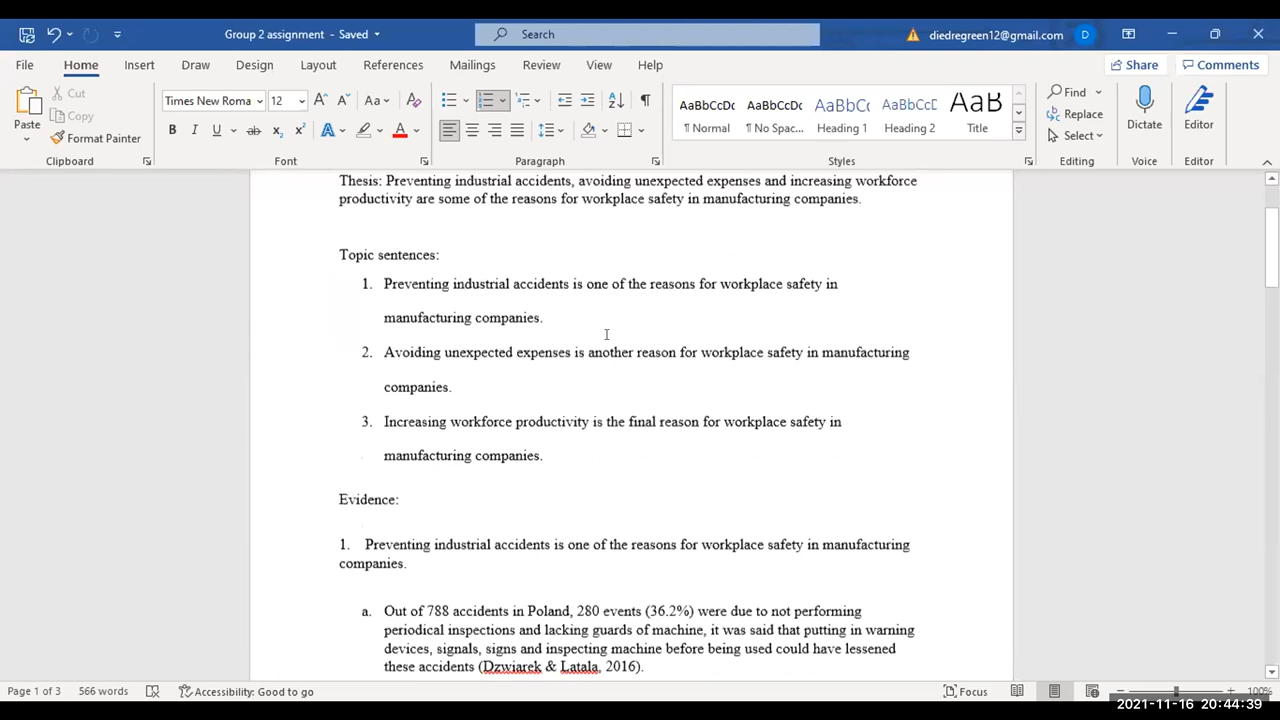 Group 2 assignment - Saved
Search
diedregreen12@gmail.com
D
File Home Insert Draw Design Layout References Mailings Review View Help
Share
Comments
Paste
Cut
Copy
Format Painter
Clipboard
Times New Roma
12
Aa
B I U ab x₂ x²
A
A
Font
Paragraph
AaBbCcDc AaBbCcDc AaBbCc AaBbCcD AaB
¶ Normal ¶ No Spac... Heading 1 Heading 2 Title
Styles
Find
Replace
Select
Editing
Dictate
Voice
Editor
Editor
Thesis: Preventing industrial accidents, avoiding unexpected expenses and increasing workforce
productivity are some of the reasons for workplace safety in manufacturing companies.
Topic sentences:
1. Preventing industrial accidents is one of the reasons for workplace safety in
manufacturing companies.
2. Avoiding unexpected expenses is another reason for workplace safety in manufacturing
companies.
3. Increasing workforce productivity is the final reason for workplace safety in
manufacturing companies.
Evidence:
1. Preventing industrial accidents is one of the reasons for workplace safety in manufacturing
companies.
a. Out of 788 accidents in Poland, 280 events (36.2%) were due to not performing
periodical inspections and lacking guards of machine, it was said that putting in warning
devices, signals, signs and inspecting machine before being used could have lessened
these accidents (Dzwiarek & Latala, 2016).
Page 1 of 3 566 words
Accessibility: Good to go
Focus
100%
2021-11-16 20:44:39